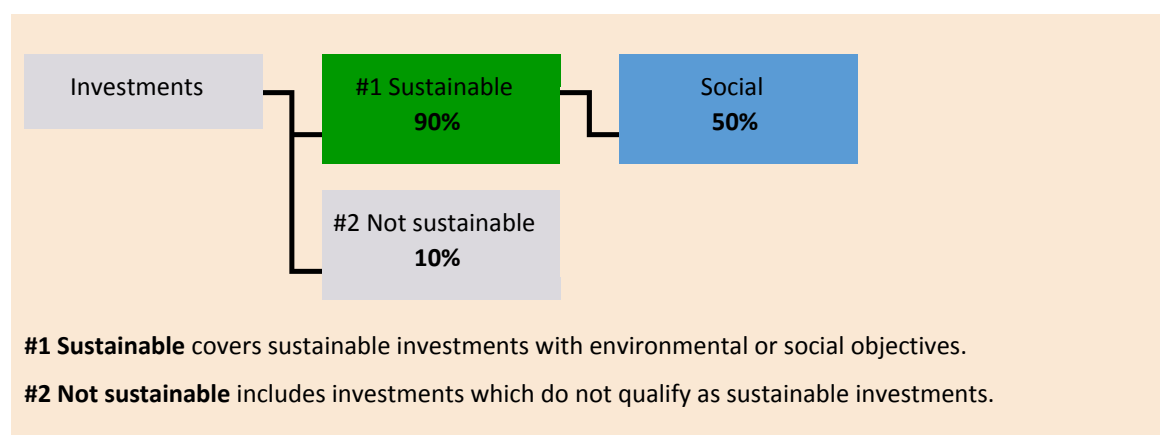 Investments
#1 Sustainable
90%
Social
50%
#2 Not sustainable
10%
#1 Sustainable covers sustainable investments with environmental or social objectives.
#2 Not sustainable includes investments which do not qualify as sustainable investments.